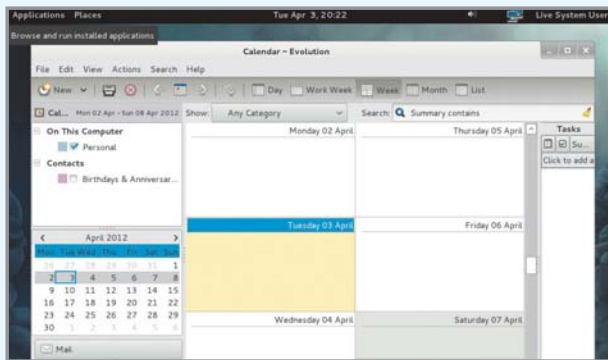 Applications Places Tue Apr 3, 20:22 Live System User
Browse and run installed applications
Calendar – Evolution
File Edit View Actions Search Help
New Day Work Week Week Month List
Cal... Mon 02 Apr - Sun 08 Apr 2012 Show: Any Category Search: Summary contains
On This Computer
Personal
Contacts
Birthdays & Anniversar...
Monday 02 April
Thursday 05 April
Tasks
Su...
Click to add a
Tuesday 03 April
Friday 06 April
Wednesday 04 April
Saturday 07 April
April 2012
Mon Tue Wed Thu Fri Sat Sun
26 27 28 29 30 31 1
2 3 4 5 6 7 8
9 10 11 12 13 14 15
16 17 18 19 20 21 22
23 24 25 26 27 28 29
30 1 2 3 4 5 6
Mail